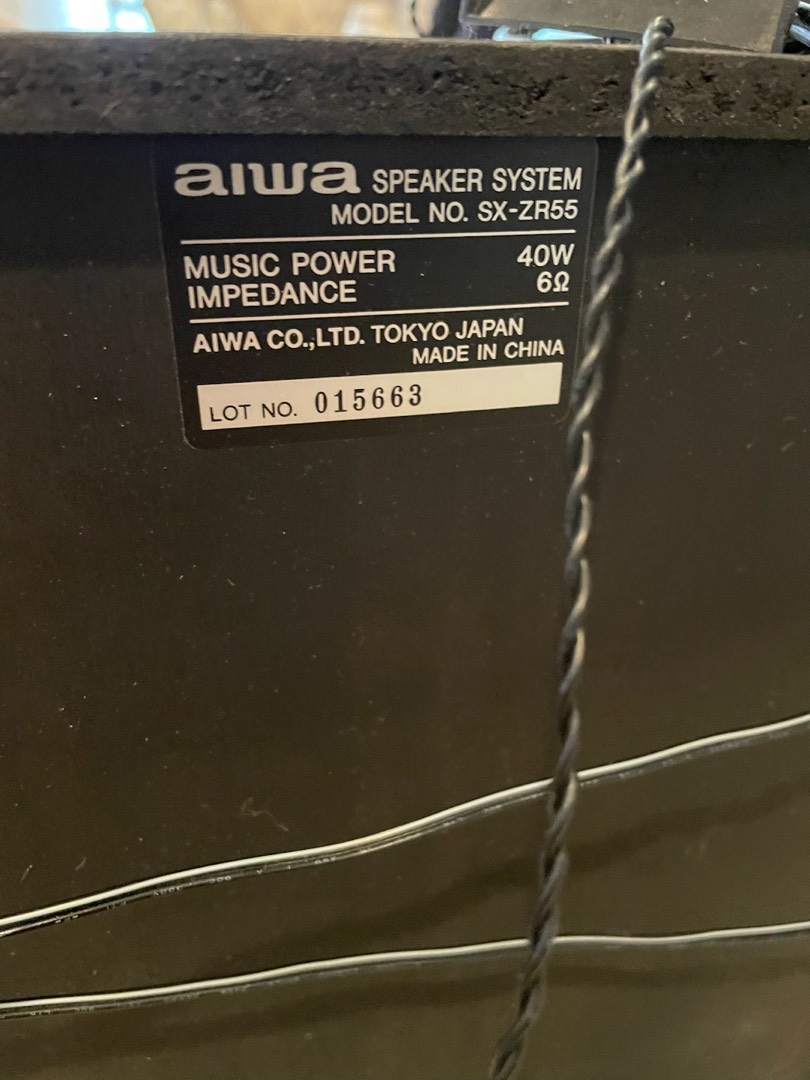 aiwa SPEAKER SYSTEM
MODEL NO. SX-ZR55
MUSIC POWER 40W
IMPEDANCE 6Ω
AIWA CO.,LTD. TOKYO JAPAN
MADE IN CHINA
LOT NO. 015663